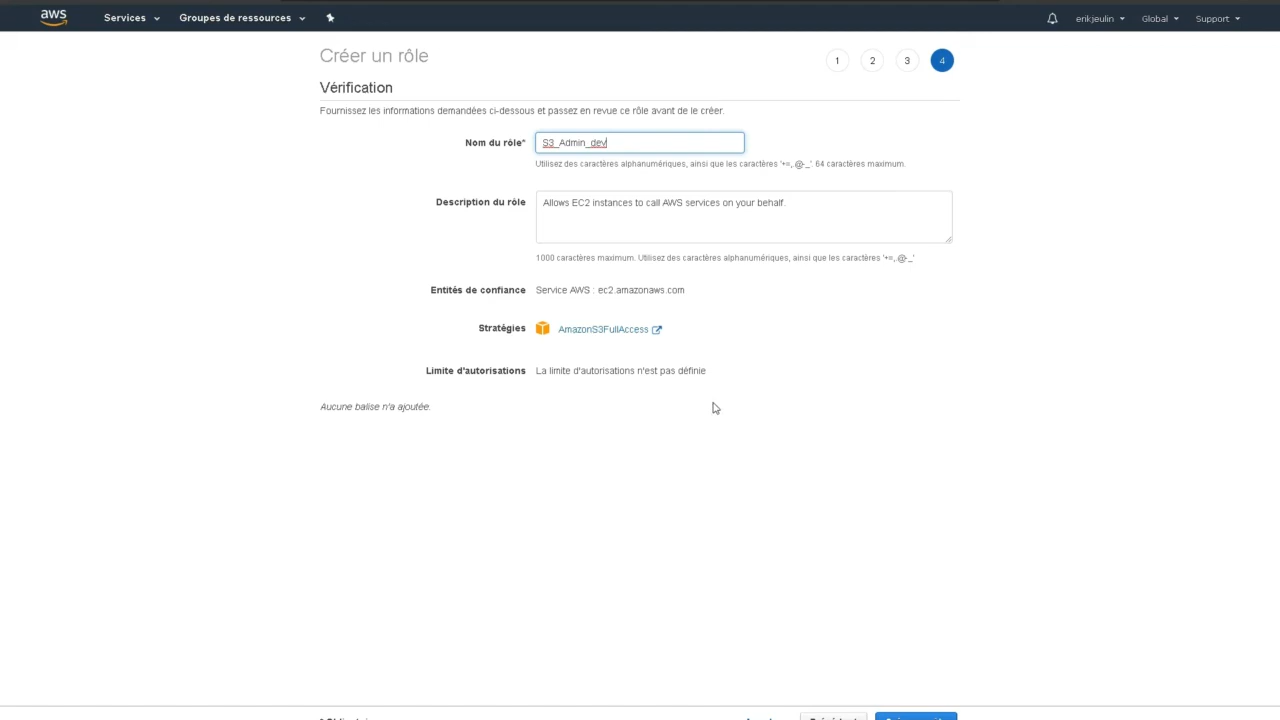 aws Services Groupes de ressources erikjeulin Global Support
Créer un rôle 1 2 3 4
Vérification
Fournissez les informations demandées ci-dessous et passez en revue ce rôle avant de le créer.
Nom du rôle* S3_Admin_dev
Utilisez des caractères alphanumériques, ainsi que les caractères '+=,.@-_'. 64 caractères maximum.
Description du rôle Allows EC2 instances to call AWS services on your behalf.
1000 caractères maximum. Utilisez des caractères alphanumériques, ainsi que les caractères '+=,.@-_'
Entités de confiance Service AWS : ec2.amazonaws.com
Stratégies AmazonS3FullAccess
Limite d'autorisations La limite d'autorisations n'est pas définie
Aucune balise n'a ajoutée.